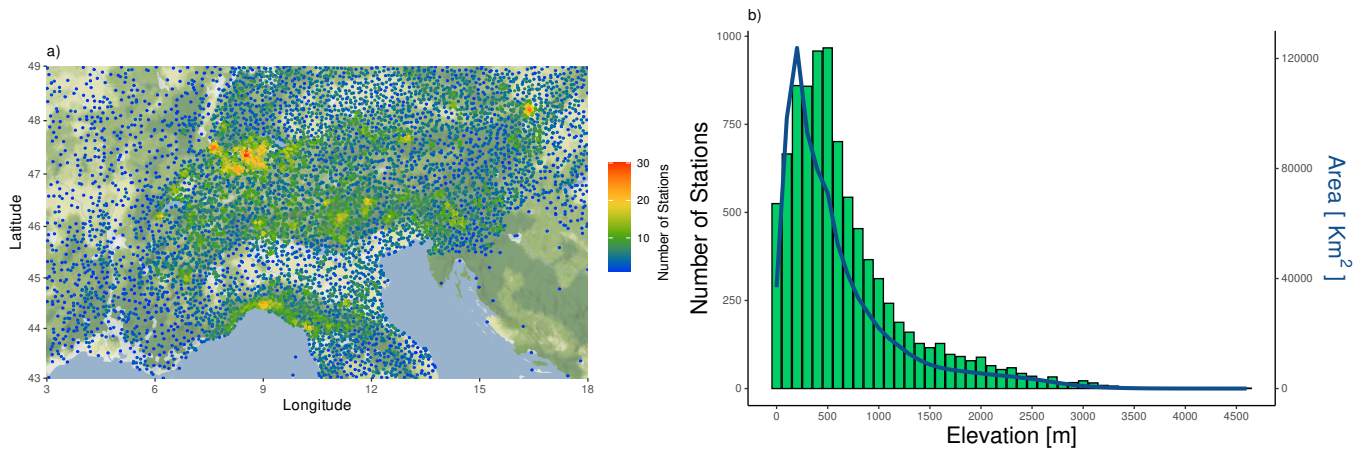 a)
49
48
47
46
45
44
43
3 6 9 12 15 18
Latitude
Longitude
30
20
10
Number of Stations
b)
1000
750
500
250
0
Number of Stations
0 500 1000 1500 2000 2500 3000 3500 4000 4500
Elevation [m]
120000
80000
40000
0
Area [ Km² ]